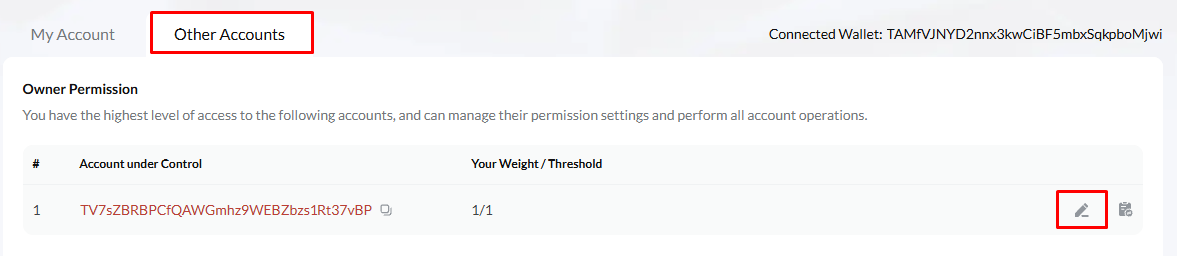 My Account
Other Accounts
Connected Wallet: TAMfVJNYD2nnx3kwCiBF5mbxSqkpboMjwi
Owner Permission
You have the highest level of access to the following accounts, and can manage their permission settings and perform all account operations.
# Account under Control Your Weight / Threshold
1 TV7sZBRBPCfQAWGmhz9WEBZbzs1Rt37vBP 1/1